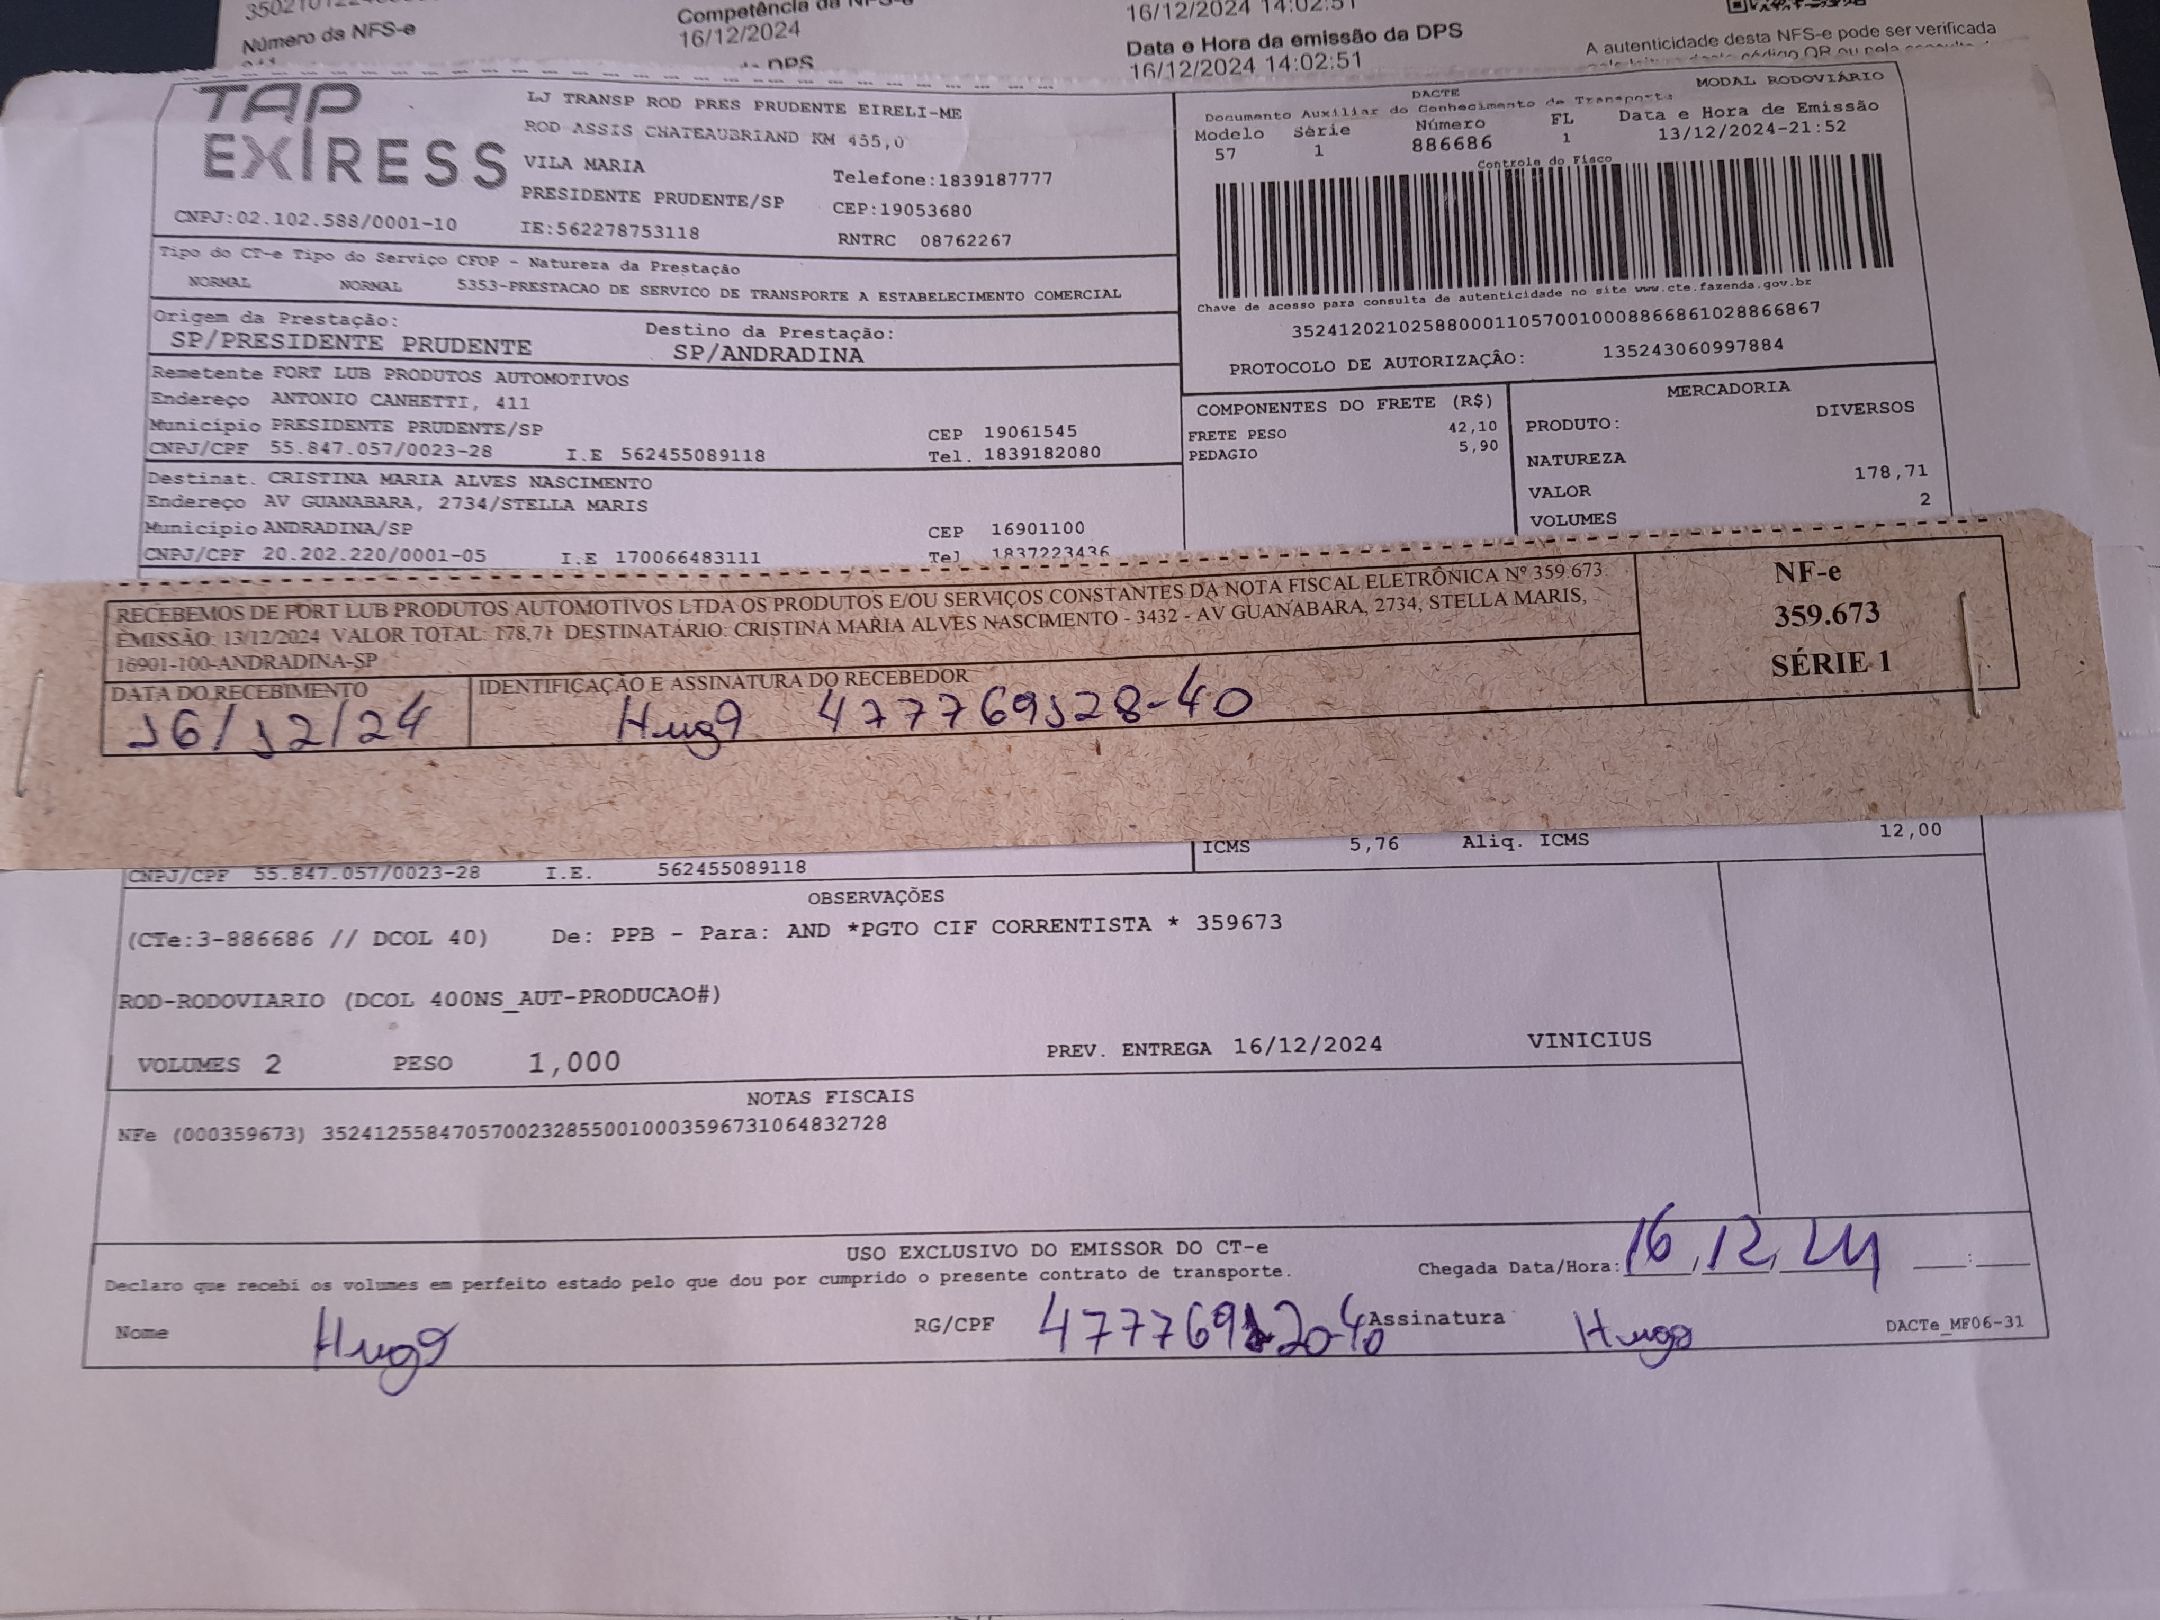 Número da NFS-e
Competência da NFS-e
16/12/2024
16/12/2024 14:02:51
Data e Hora da emissão da DPS
16/12/2024 14:02:51
A autenticidade desta NFS-e pode ser verificada
TAP
EXPRESS
LJ TRANSP ROD PRES PRUDENTE EIRELI-ME
ROD ASSIS CHATEAUBRIAND KM 455,0
VILA MARIA
Telefone:1839187777
PRESIDENTE PRUDENTE/SP
CEP:19053680
CNPJ:02.102.588/0001-10
IE:562278753118
RNTRC 08762267
DACTE
MODAL RODOVIÁRIO
Documento Auxiliar do Conhecimento de Transporte
Modelo Série Número FL Data e Hora de Emissão
57 1 886686 1 13/12/2024-21:52
Controle do Fisco
Chave de acesso para consulta de autenticidade no site www.cte.fazenda.gov.br
35241202102588000110570010008866861028866867
PROTOCOLO DE AUTORIZAÇÃO: 135243060997884
Tipo do CT-e Tipo do Serviço CFOP - Natureza da Prestação
NORMAL NORMAL 5353-PRESTACAO DE SERVICO DE TRANSPORTE A ESTABELECIMENTO COMERCIAL
Origem da Prestação: Destino da Prestação:
SP/PRESIDENTE PRUDENTE SP/ANDRADINA
Remetente FORT LUB PRODUTOS AUTOMOTIVOS
Endereço ANTONIO CANHETTI, 411
Município PRESIDENTE PRUDENTE/SP CEP 19061545
CNPJ/CPF 55.847.057/0023-28 I.E 562455089118 Tel. 1839182080
Destinat. CRISTINA MARIA ALVES NASCIMENTO
Endereço AV GUANABARA, 2734/STELLA MARIS
Município ANDRADINA/SP CEP 16901100
CNPJ/CPF 20.202.220/0001-05 I.E 170066483111 Tel 1837223436
COMPONENTES DO FRETE (R$)
FRETE PESO 42,10
PEDAGIO 5,90
MERCADORIA
PRODUTO: DIVERSOS
NATUREZA
VALOR 178,71
VOLUMES 2
RECEBEMOS DE FORT LUB PRODUTOS AUTOMOTIVOS LTDA OS PRODUTOS E/OU SERVIÇOS CONSTANTES DA NOTA FISCAL ELETRÔNICA Nº 359.673
EMISSÃO: 13/12/2024 VALOR TOTAL: 178,71 DESTINATÁRIO: CRISTINA MARIA ALVES NASCIMENTO - 3432 - AV GUANABARA, 2734, STELLA MARIS,
16901-100-ANDRADINA-SP
NF-e
359.673
SÉRIE 1
DATA DO RECEBIMENTO
16/12/24
IDENTIFICAÇÃO E ASSINATURA DO RECEBEDOR
Hugo 477769128-40
CNPJ/CPF 55.847.057/0023-28 I.E. 562455089118
ICMS 5,76 Aliq. ICMS 12,00
OBSERVAÇÕES
(CTe:3-886686 // DCOL 40) De: PPB - Para: AND *PGTO CIF CORRENTISTA * 359673
ROD-RODOVIARIO (DCOL 400NS_AUT-PRODUCAO#)
VOLUMES 2 PESO 1,000 PREV. ENTREGA 16/12/2024 VINICIUS
NOTAS FISCAIS
NFe (000359673) 35241255847057002328550010003596731064832728
USO EXCLUSIVO DO EMISSOR DO CT-e
Declaro que recebi os volumes em perfeito estado pelo que dou por cumprido o presente contrato de transporte.
Chegada Data/Hora: 16/12/24 __:__
Nome Hugo RG/CPF Assinatura Hugo DACTe_MF06-31